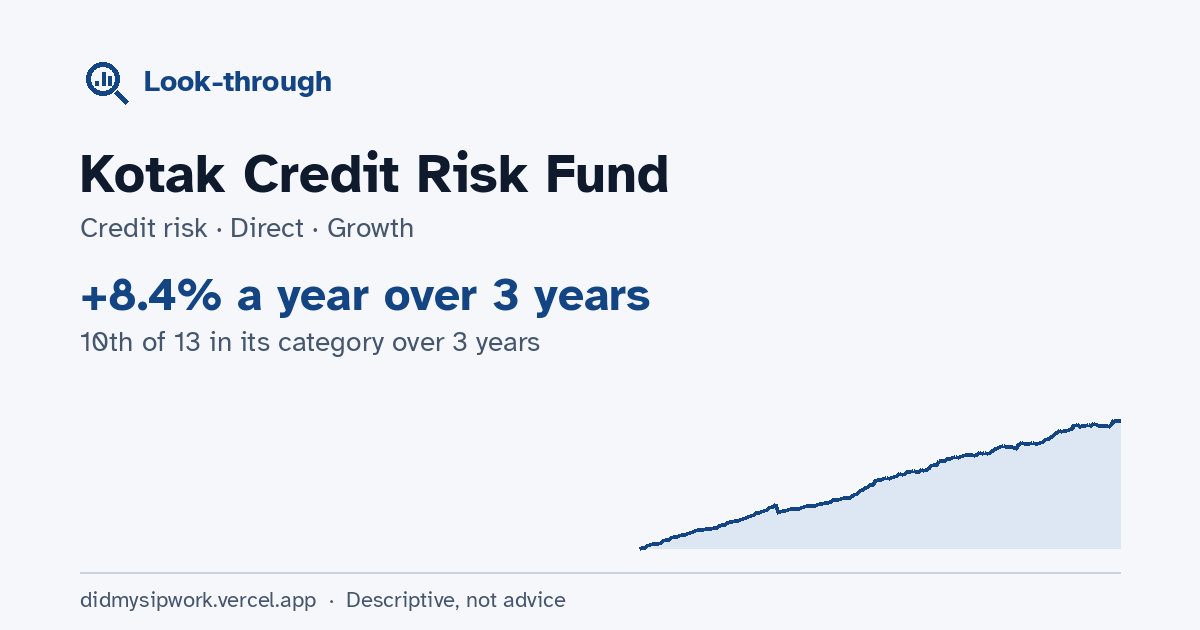 Look-through
Kotak Credit Risk Fund
Credit risk · Direct · Growth
+8.4% a year over 3 years
10th of 13 in its category over 3 years
didmysipwork.vercel.app · Descriptive, not advice